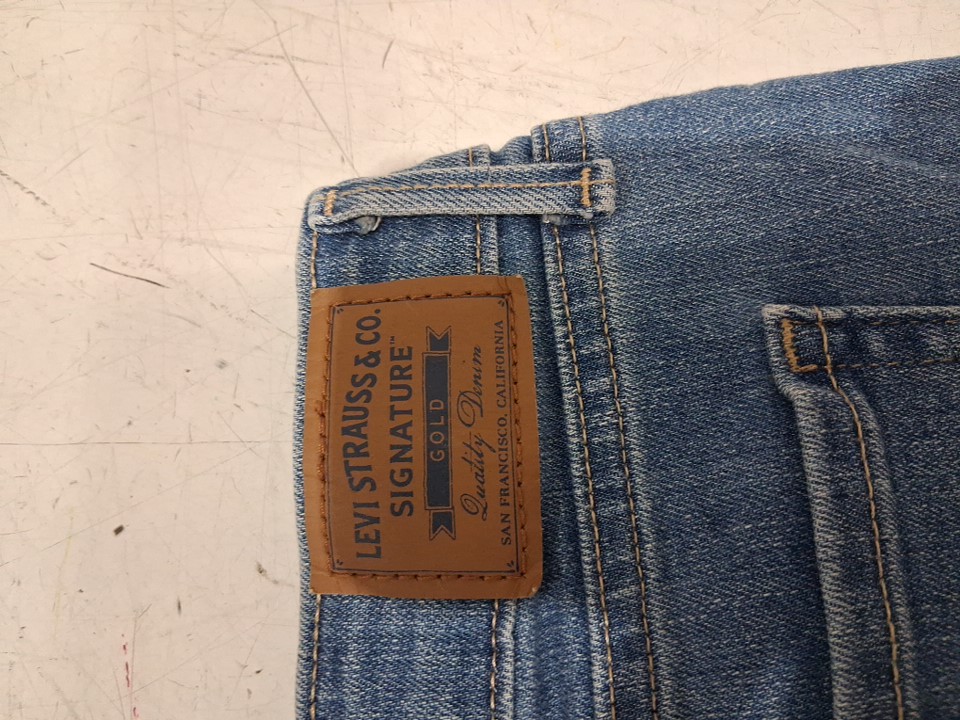 LEVI STRAUSS & CO.
SIGNATURE™
GOLD
Quality Denim
SAN FRANCISCO, CALIFORNIA